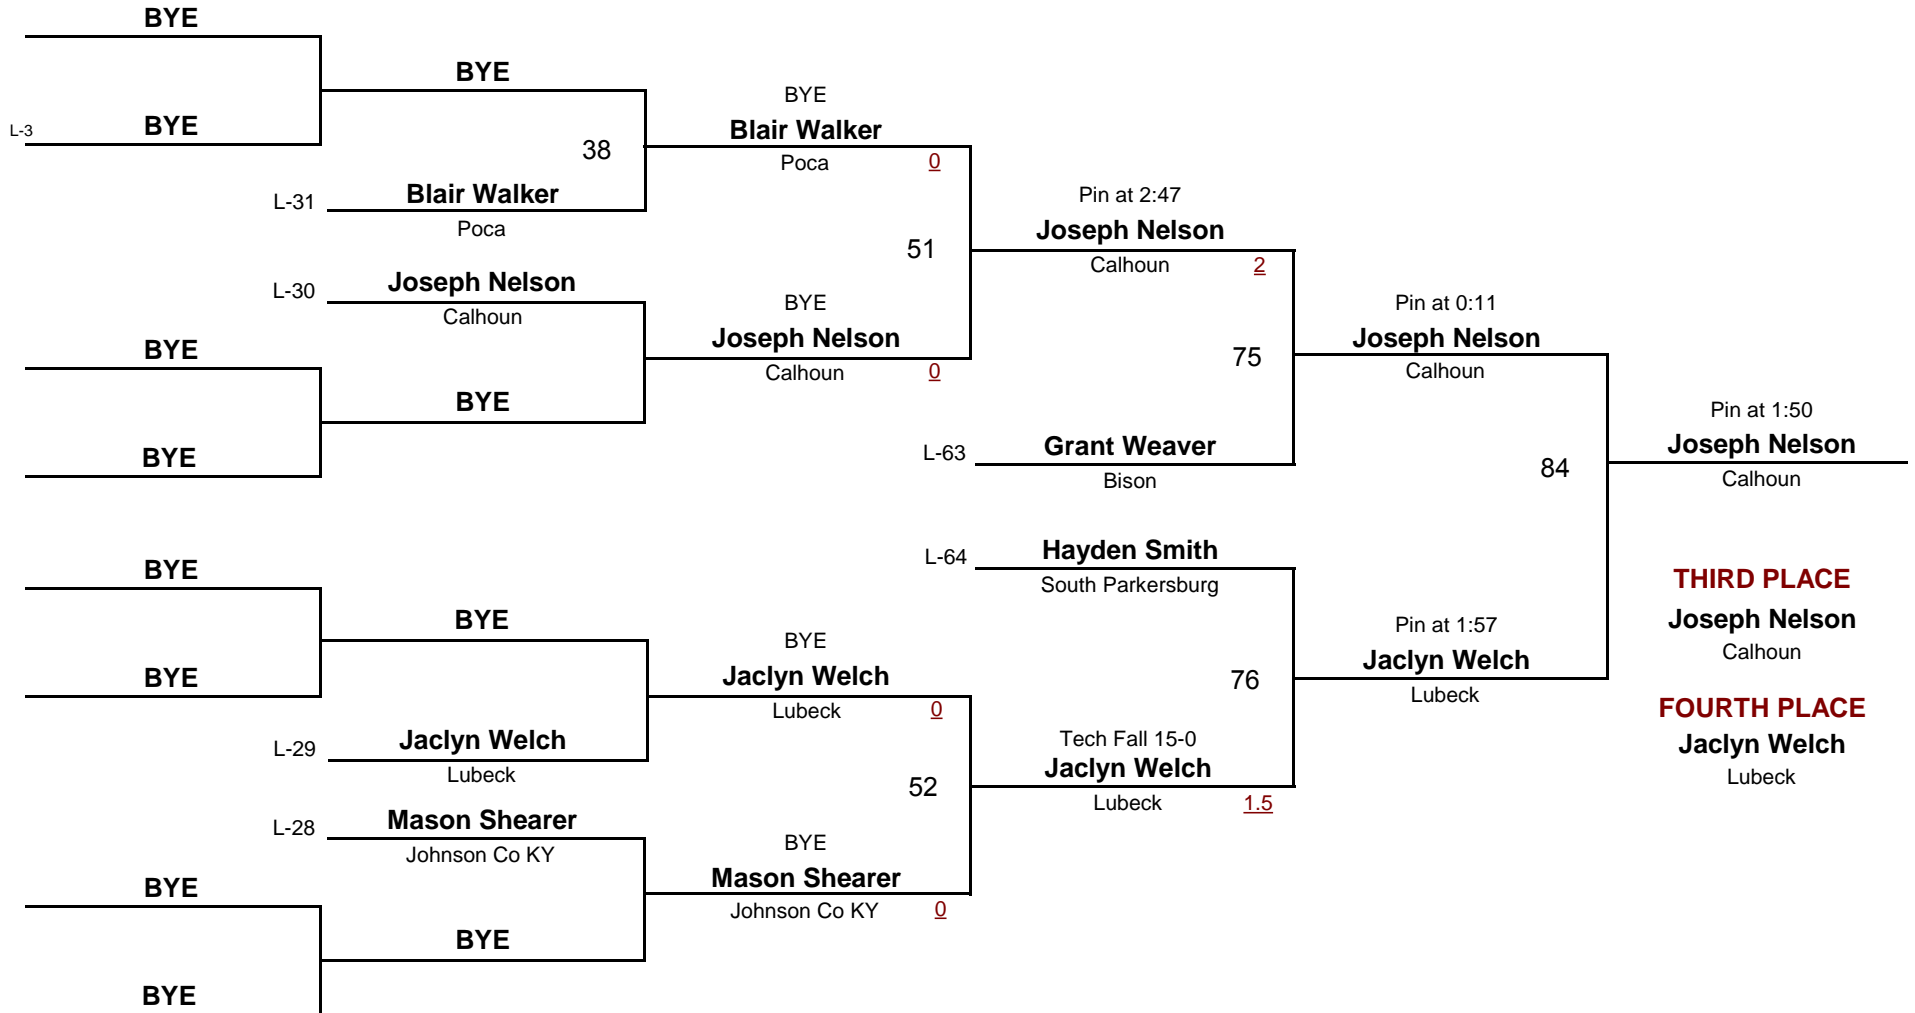 BYE
BYE
L-3
BYE
38
BYE
Blair Walker
Poca
0
L-31
Blair Walker
Poca
51
Pin at 2:47
Joseph Nelson
Calhoun
2
L-30
Joseph Nelson
Calhoun
BYE
Joseph Nelson
Calhoun
0
BYE
BYE
BYE
75
Pin at 0:11
Joseph Nelson
Calhoun
L-63
Grant Weaver
Bison
84
Pin at 1:50
Joseph Nelson
Calhoun
BYE
BYE
BYE
L-64
Hayden Smith
South Parkersburg
THIRD PLACE
Joseph Nelson
Calhoun
BYE
Jaclyn Welch
Lubeck
0
76
Pin at 1:57
Jaclyn Welch
Lubeck
FOURTH PLACE
Jaclyn Welch
Lubeck
L-29
Jaclyn Welch
Lubeck
52
Tech Fall 15-0
Jaclyn Welch
Lubeck
1.5
L-28
Mason Shearer
Johnson Co KY
BYE
Mason Shearer
Johnson Co KY
0
BYE
BYE
BYE